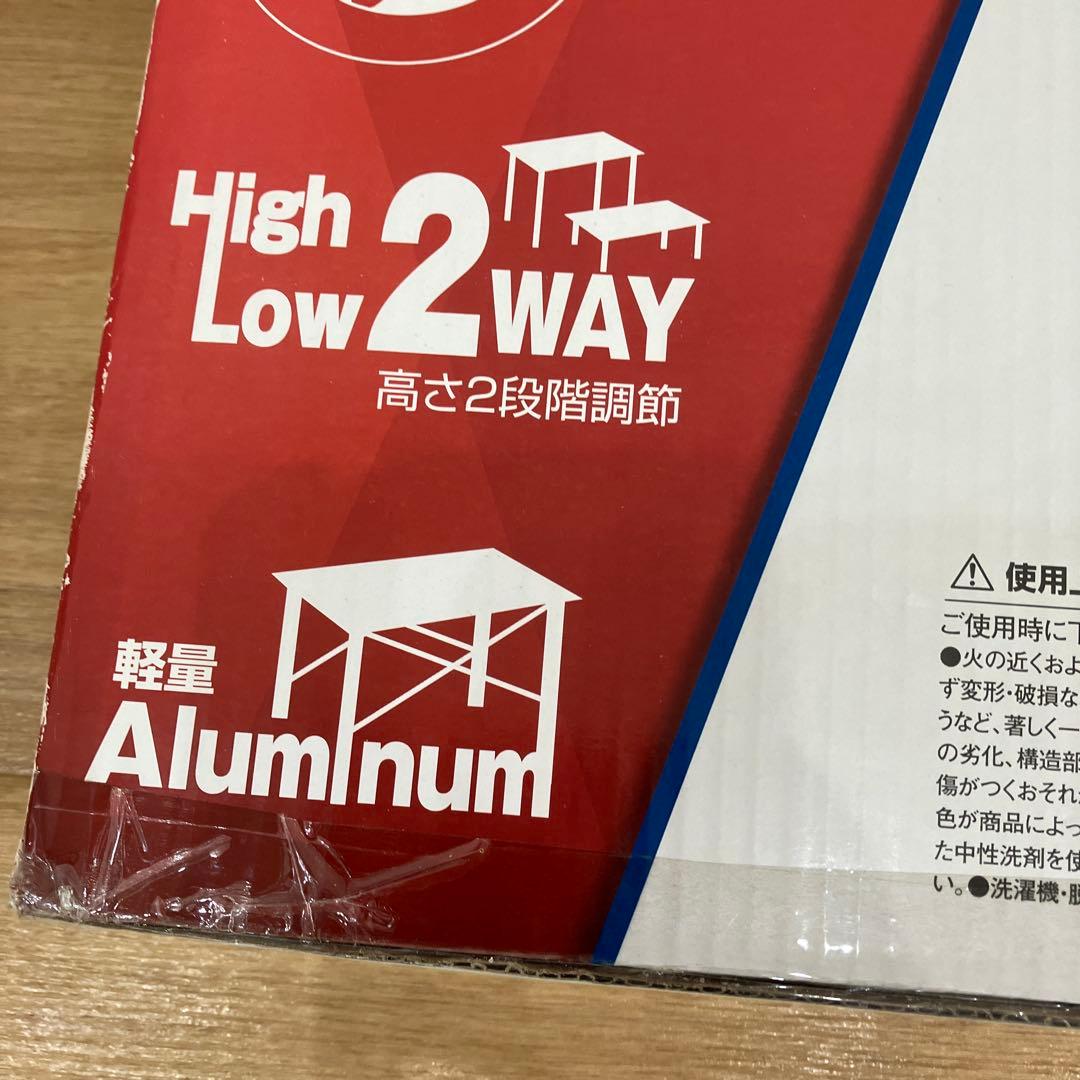 High
Low 2 WAY
高さ2段階調節
軽量
Aluminum
使用
ご使用時に
●火の近くおよ
ず変形・破損な
うなど、著しく一
の劣化、構造部
傷がつくおそれ
色が商品によっ
た中性洗剤を使
い。●洗濯機・